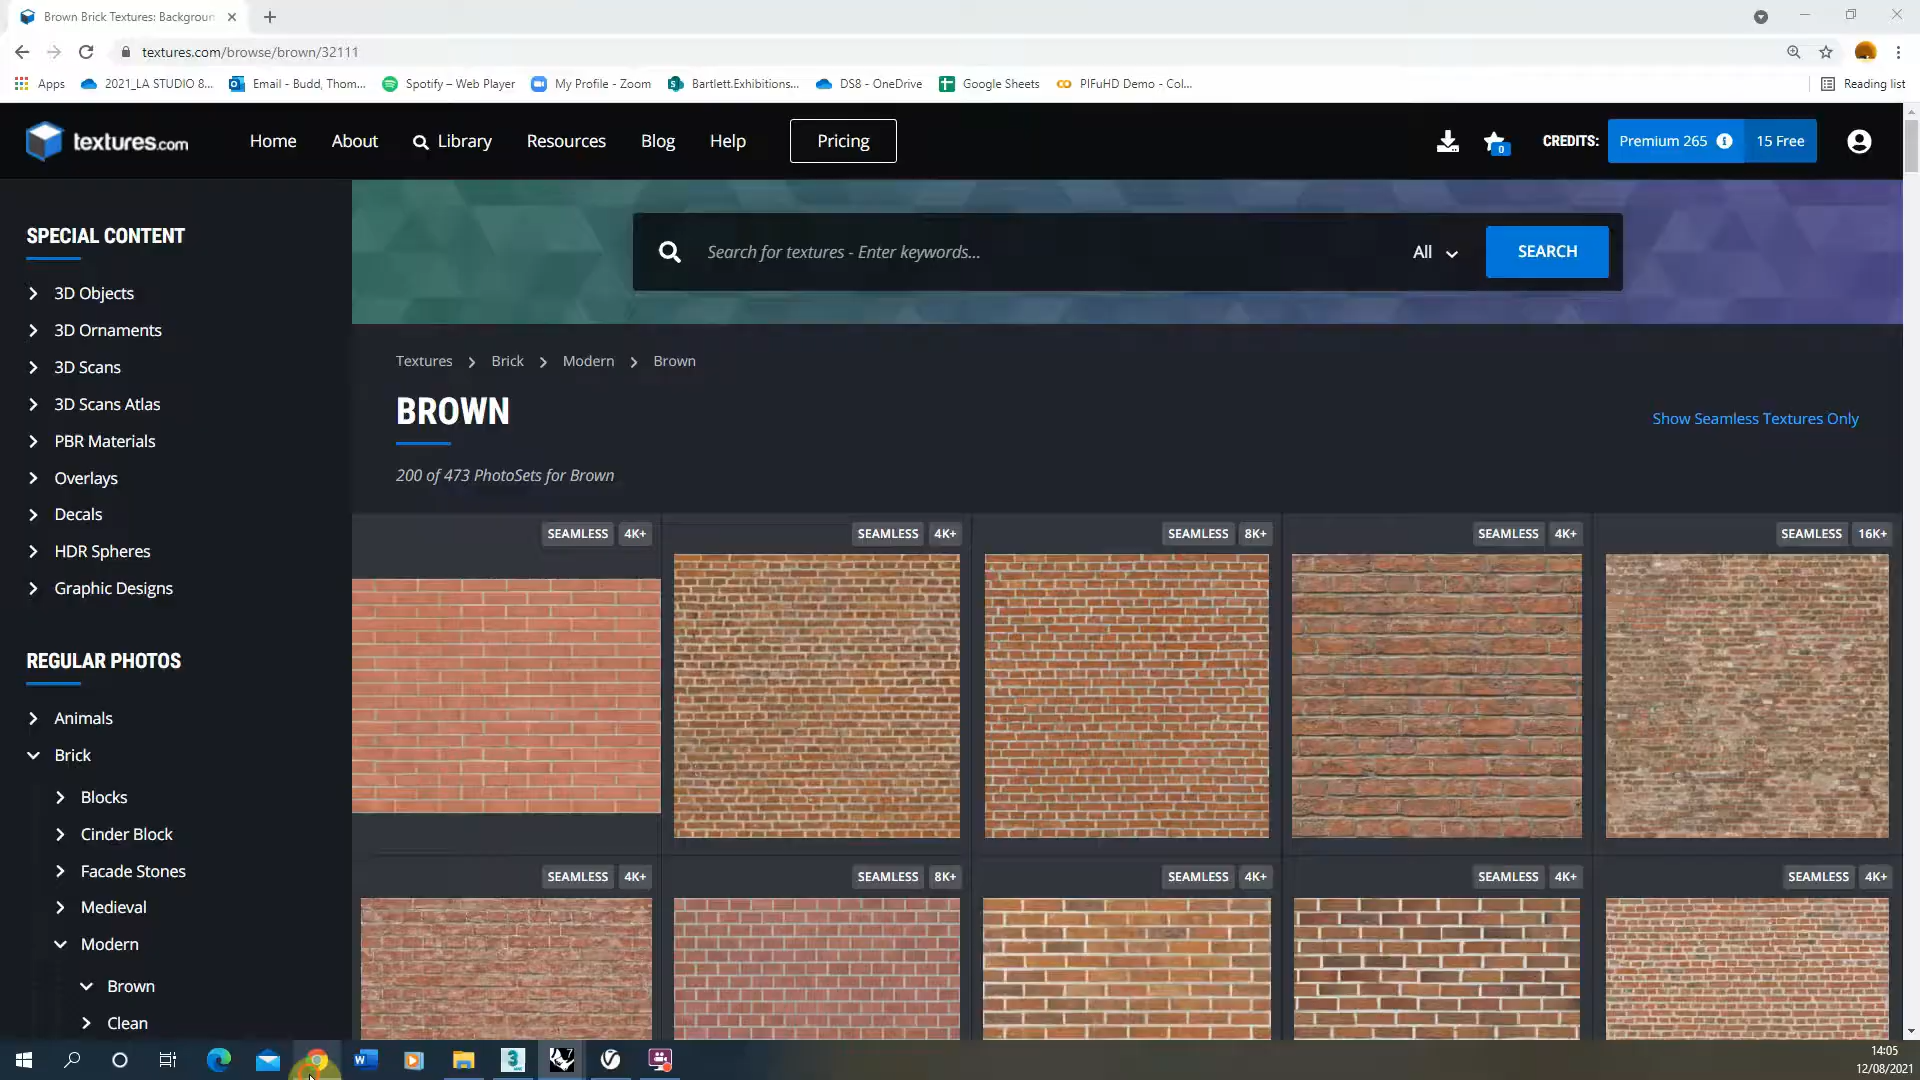 Brown Brick Textures: Backgroun
textures.com/browse/brown/32111
Apps
2021_LA STUDIO 8...
Email - Budd, Thom...
Spotify – Web Player
My Profile - Zoom
Bartlett.Exhibitions...
DS8 - OneDrive
Google Sheets
PIFuHD Demo - Col...
Reading list
textures.com
Home
About
Library
Resources
Blog
Help
Pricing
0
CREDITS:
Premium 265
15 Free
SPECIAL CONTENT
3D Objects
3D Ornaments
3D Scans
3D Scans Atlas
PBR Materials
Overlays
Decals
HDR Spheres
Graphic Designs
REGULAR PHOTOS
Animals
Brick
Blocks
Cinder Block
Facade Stones
Medieval
Modern
Brown
Clean
Search for textures - Enter keywords...
All
SEARCH
Textures > Brick > Modern > Brown
BROWN
Show Seamless Textures Only
200 of 473 PhotoSets for Brown
SEAMLESS 4K+
SEAMLESS 4K+
SEAMLESS 8K+
SEAMLESS 4K+
SEAMLESS 16K+
SEAMLESS 4K+
SEAMLESS 8K+
SEAMLESS 4K+
SEAMLESS 4K+
SEAMLESS 4K+
14:05
12/08/2021